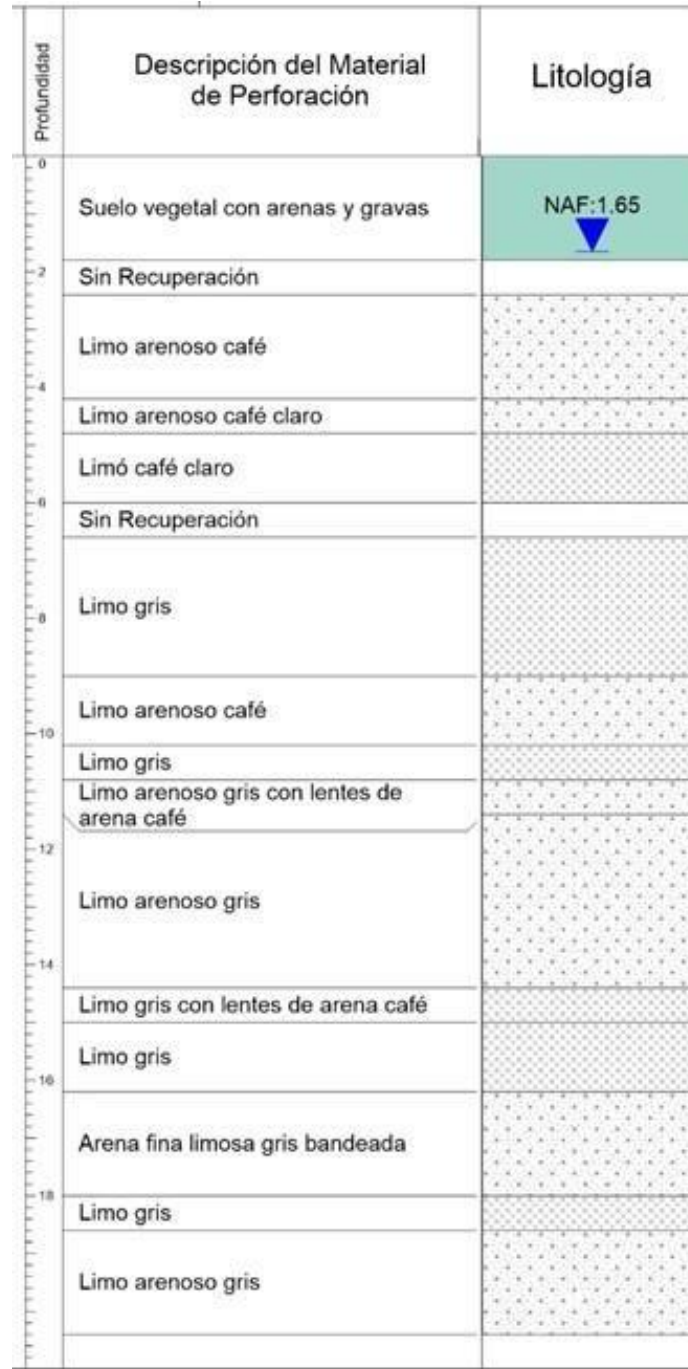 Profundidad
Descripción del Material
de Perforación
Litología
0
Suelo vegetal con arenas y gravas
NAF:1.65
2
Sin Recuperación
Limo arenoso café
4
Limo arenoso café claro
Limó café claro
6
Sin Recuperación
Limo gris
8
Limo arenoso café
10
Limo gris
Limo arenoso gris con lentes de
arena café
12
Limo arenoso gris
14
Limo gris con lentes de arena café
Limo gris
16
Arena fina limosa gris bandeada
18
Limo gris
Limo arenoso gris